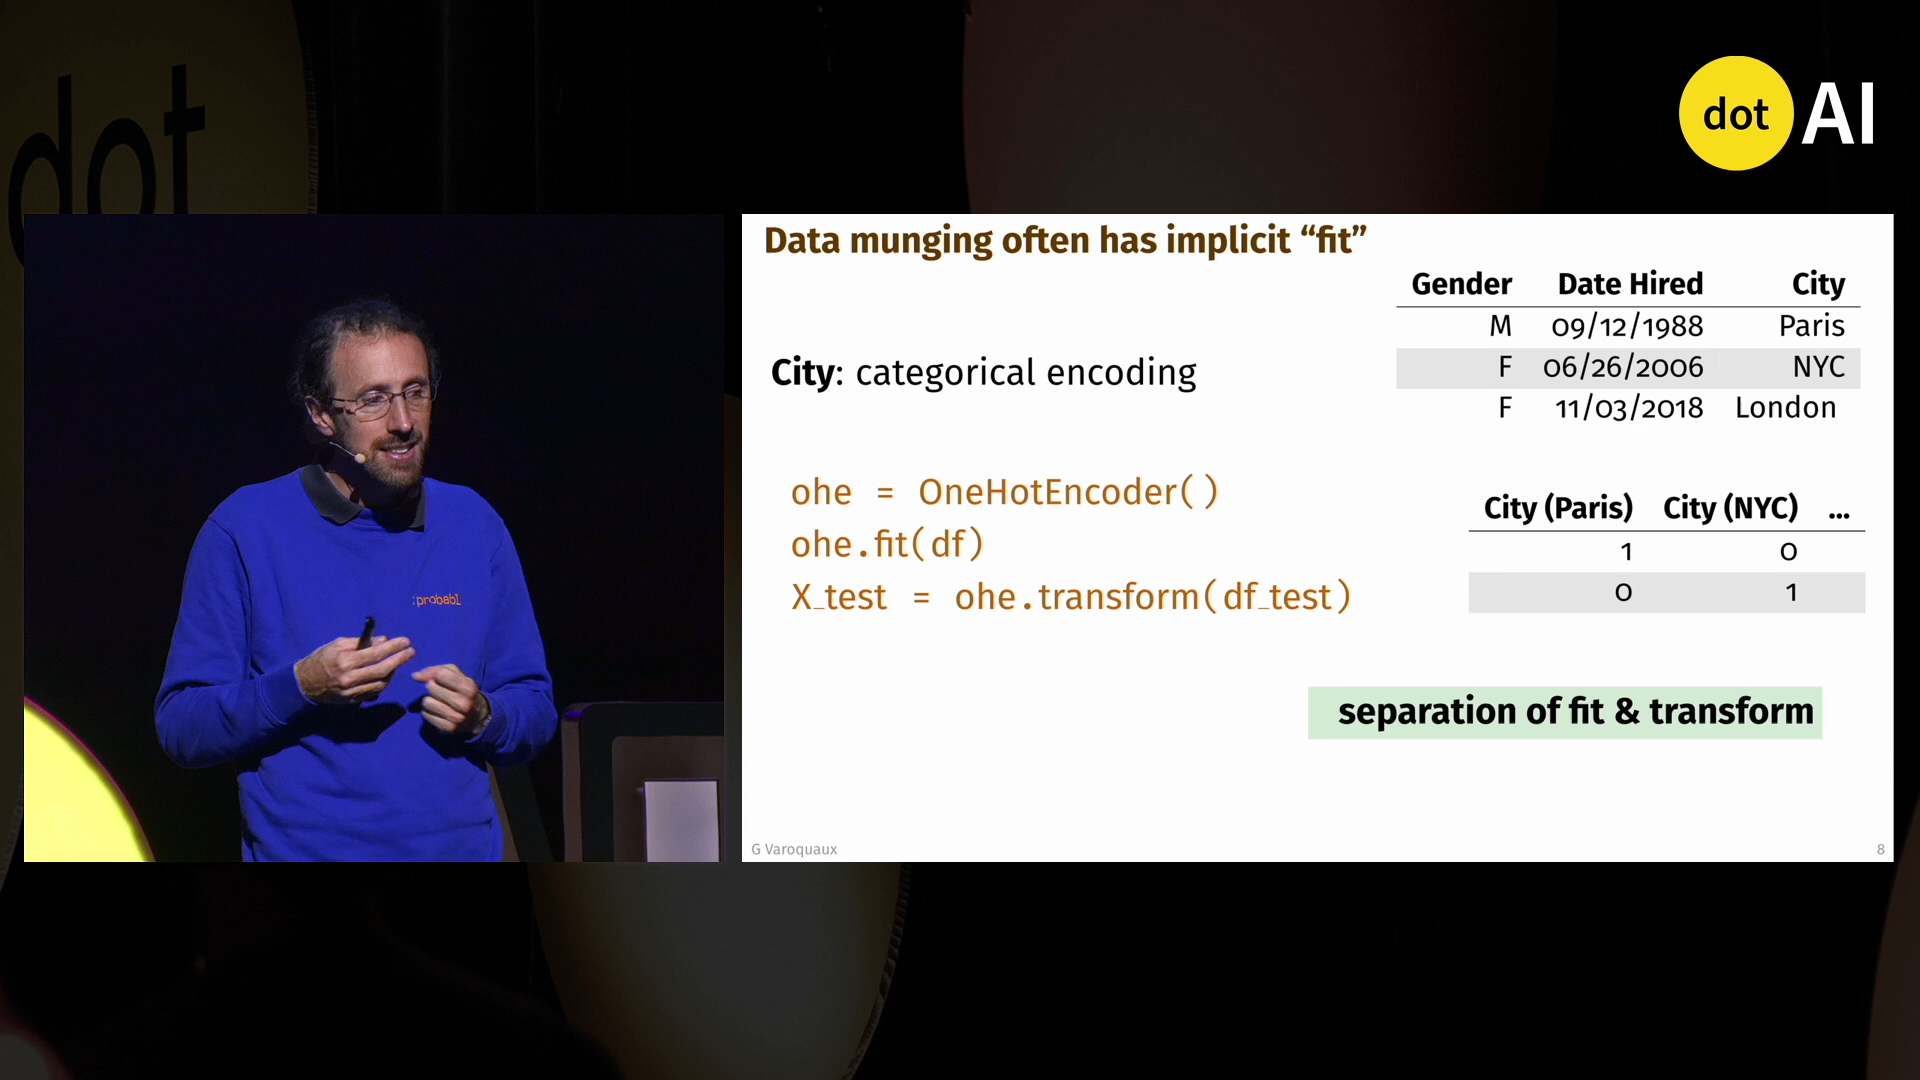 dot
dot AI
Data munging often has implicit “fit”
Gender Date Hired City
M 09/12/1988 Paris
F 06/26/2006 NYC
F 11/03/2018 London
City: categorical encoding
ohe = OneHotEncoder()
ohe.fit(df)
X_test = ohe.transform(df_test)
City (Paris) City (NYC) ...
1 0
0 1
separation of fit & transform
:probabl.
G Varoquaux 8